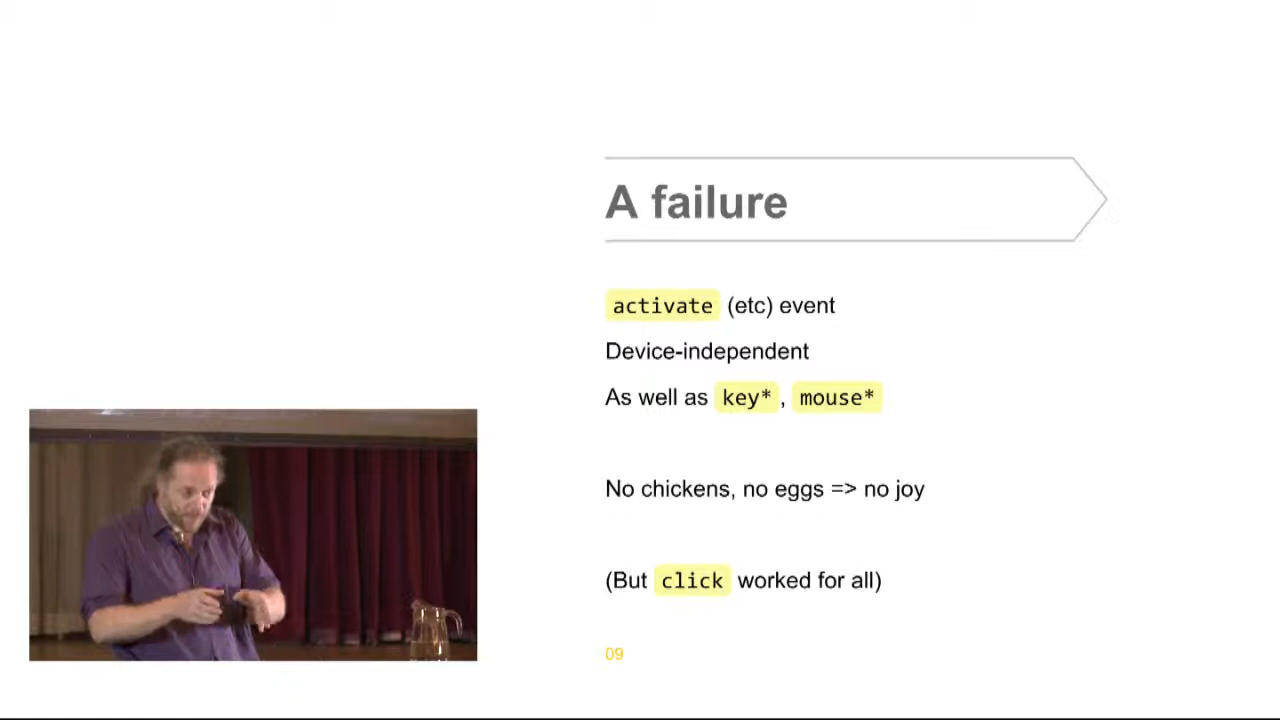 A failure
activate (etc) event
Device-independent
As well as key*, mouse*
No chickens, no eggs => no joy
(But click worked for all)
09